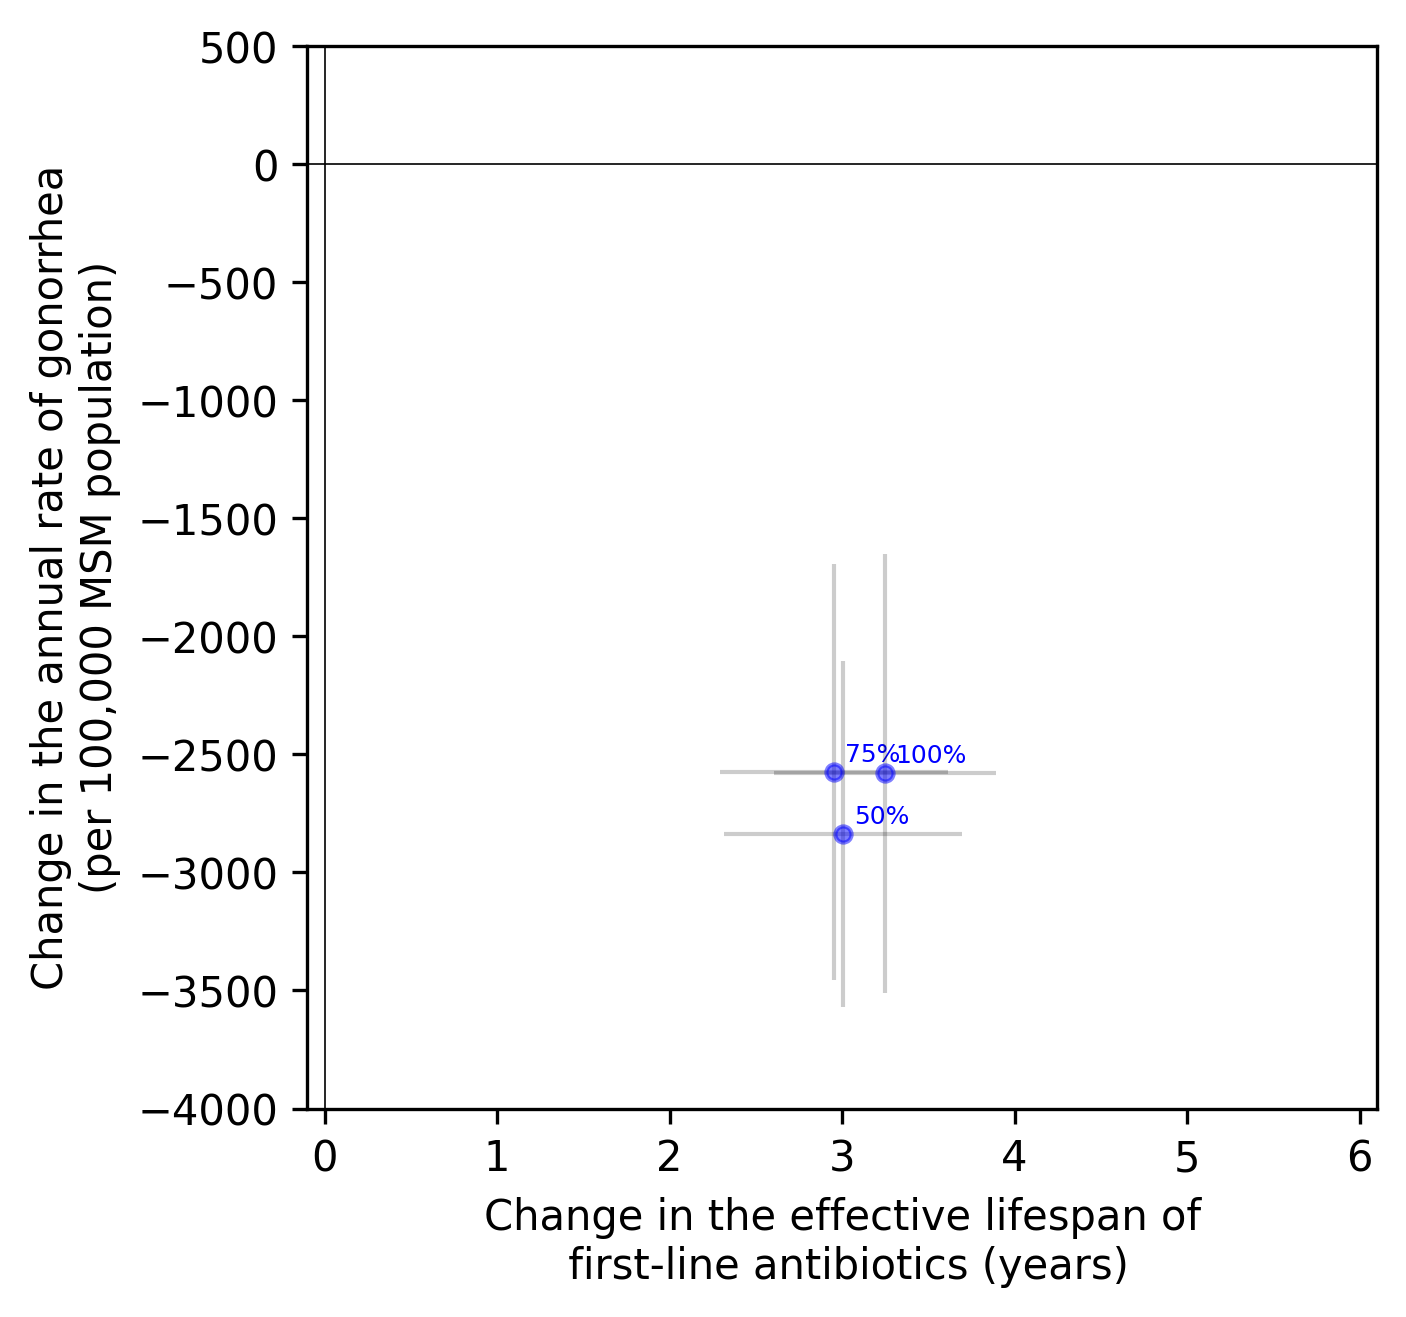 500
0
−500
−1000
−1500
−2000
−2500
−3000
−3500
−4000
Change in the annual rate of gonorrhea
(per 100,000 MSM population)
75%
100%
50%
0 1 2 3 4 5 6
Change in the effective lifespan of
first-line antibiotics (years)